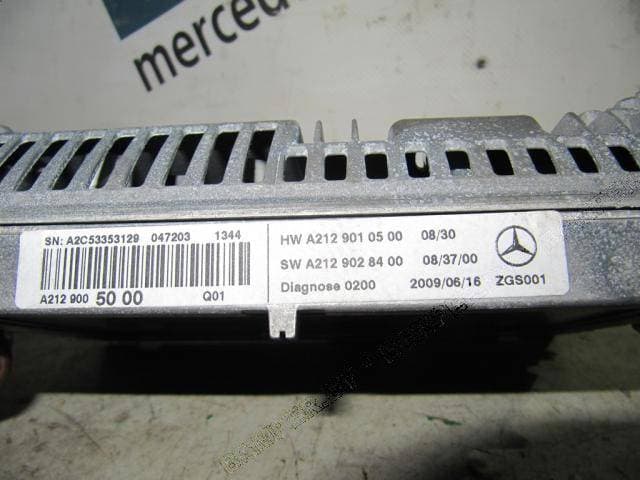 merced
SN: A2C53353129 047203 1344
A212 900 50 00 Q01
HW A212 901 05 00 08/30
SW A212 902 84 00 08/37/00
Diagnose 0200 2009/06/16 ZGS001